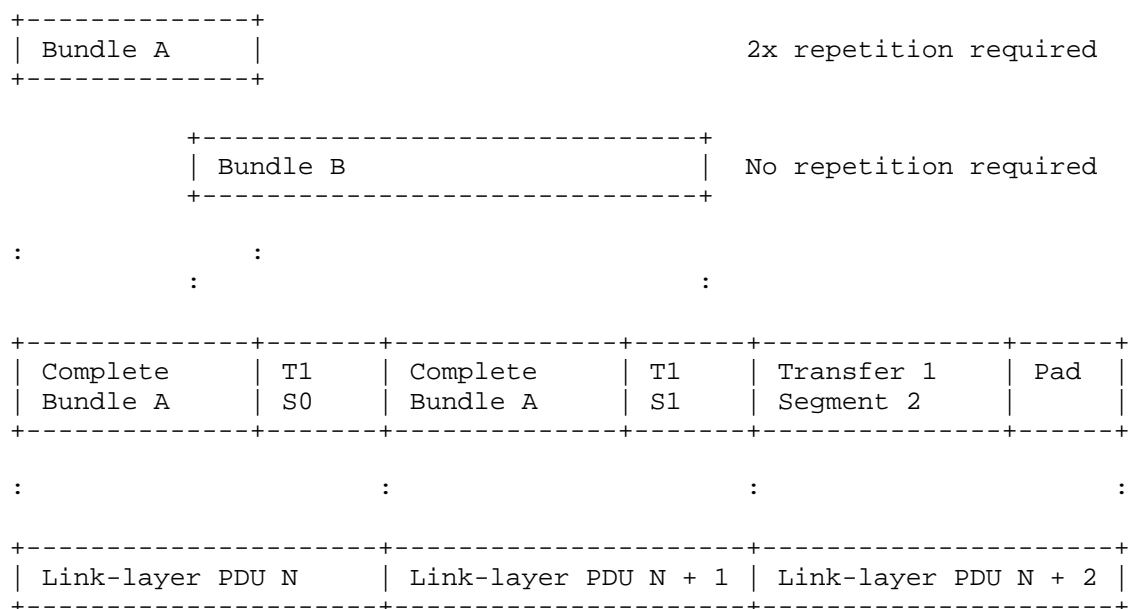 +--------------+
| Bundle A     |                               2x repetition required
+--------------+
           +-------------------------------+
           | Bundle B                      |   No repetition required
           +-------------------------------+
:              :
           :                               :
+--------------+-------+--------------+-------+---------------+------+
| Complete     | T1    | Complete     | T1    | Transfer 1    | Pad  |
| Bundle A     | S0    | Bundle A     | S1    | Segment 2     |      |
+--------------+-------+--------------+-------+---------------+------+
:                      :                      :                      :
+----------------------+----------------------+----------------------+
| Link-layer PDU N     | Link-layer PDU N + 1 | Link-layer PDU N + 2 |
+----------------------+----------------------+----------------------+